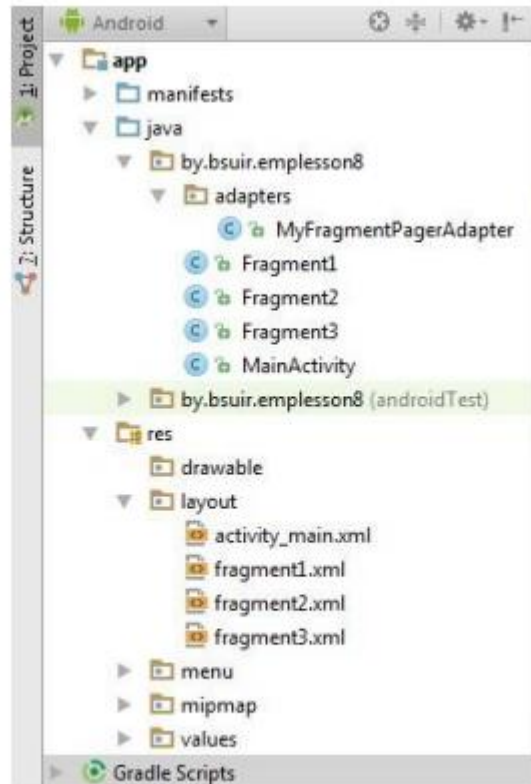 1: Project
7: Structure
Android
app
manifests
java
by.bsuir.emplesson8
adapters
MyFragmentPagerAdapter
Fragment1
Fragment2
Fragment3
MainActivity
by.bsuir.emplesson8 (androidTest)
res
drawable
layout
activity_main.xml
fragment1.xml
fragment2.xml
fragment3.xml
menu
mipmap
values
Gradle Scripts